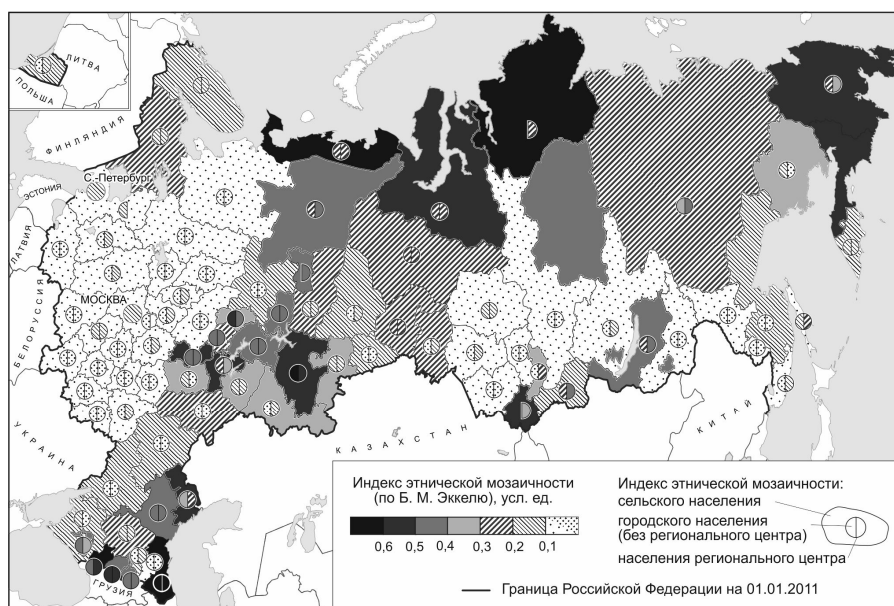 ЛИТВА
ПОЛЬША
ФИНЛЯНДИЯ
С.-Петербург
ЭСТОНИЯ
ЛАТВИЯ
МОСКВА
БЕЛОРУССИЯ
УКРАИНА
КАЗАХСТАН
КИТАЙ
ГРУЗИЯ
Индекс этнической мозаичности
(по Б. М. Эккелю), усл. ед.
0,6 0,5 0,4 0,3 0,2 0,1
Индекс этнической мозаичности:
сельского населения
городского населения
(без регионального центра)
населения регионального центра
Граница Российской Федерации на 01.01.2011